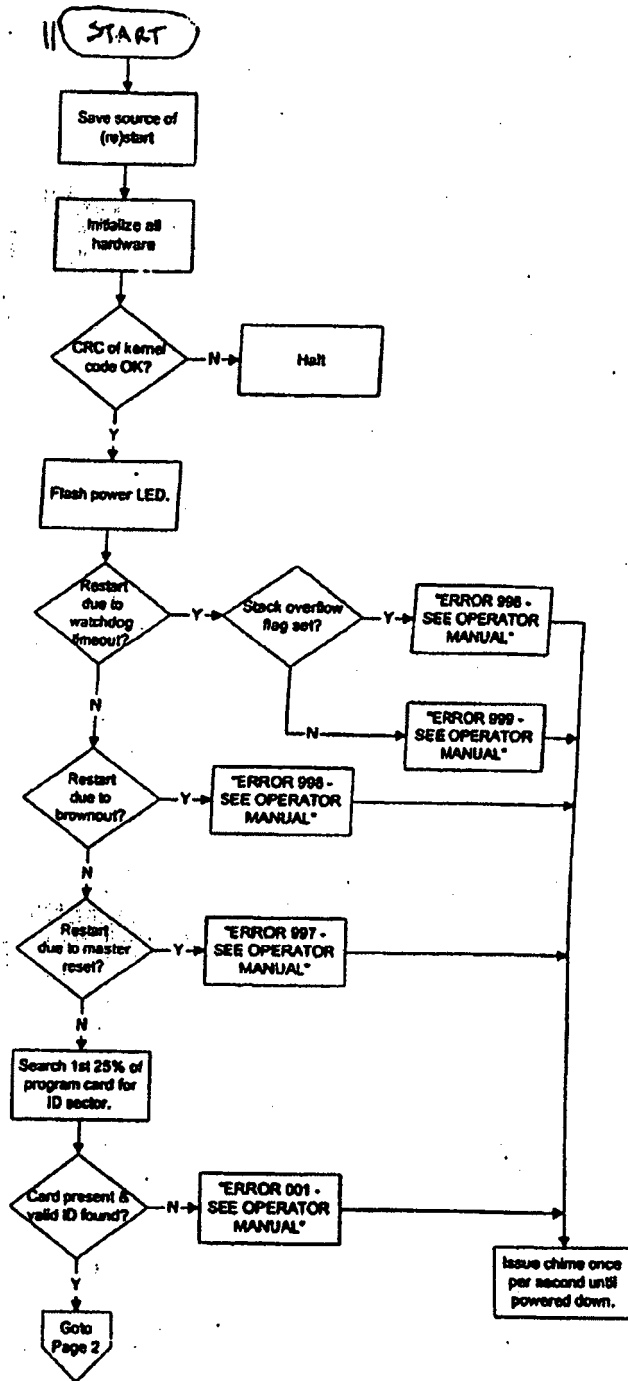 START
Save source of
(re)start
Initialize all
hardware
CRC of kernel
code OK?
N
Halt
Y
Flash power LED.
Restart
due to
watchdog
timeout?
Y
Stack overflow
flag set?
Y
"ERROR 996 -
SEE OPERATOR
MANUAL"
N
N
"ERROR 999 -
SEE OPERATOR
MANUAL"
Restart
due to
brownout?
Y
"ERROR 998 -
SEE OPERATOR
MANUAL"
N
Restart
due to master
reset?
Y
"ERROR 997 -
SEE OPERATOR
MANUAL"
N
Search 1st 25% of
program card for
ID sector.
Card present &
valid ID found?
N
"ERROR 001 -
SEE OPERATOR
MANUAL"
Issue chime once
per second until
powered down.
Y
Goto
Page 2